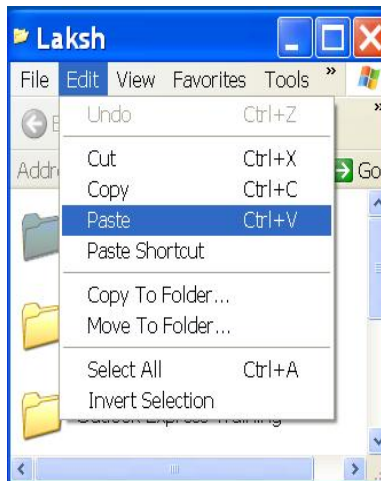 Laksh
File Edit View Favorites Tools »
Undo Ctrl+Z
Cut Ctrl+X
Copy Ctrl+C
Paste Ctrl+V
Paste Shortcut
Copy To Folder...
Move To Folder...
Select All Ctrl+A
Invert Selection
»
Addr
Go